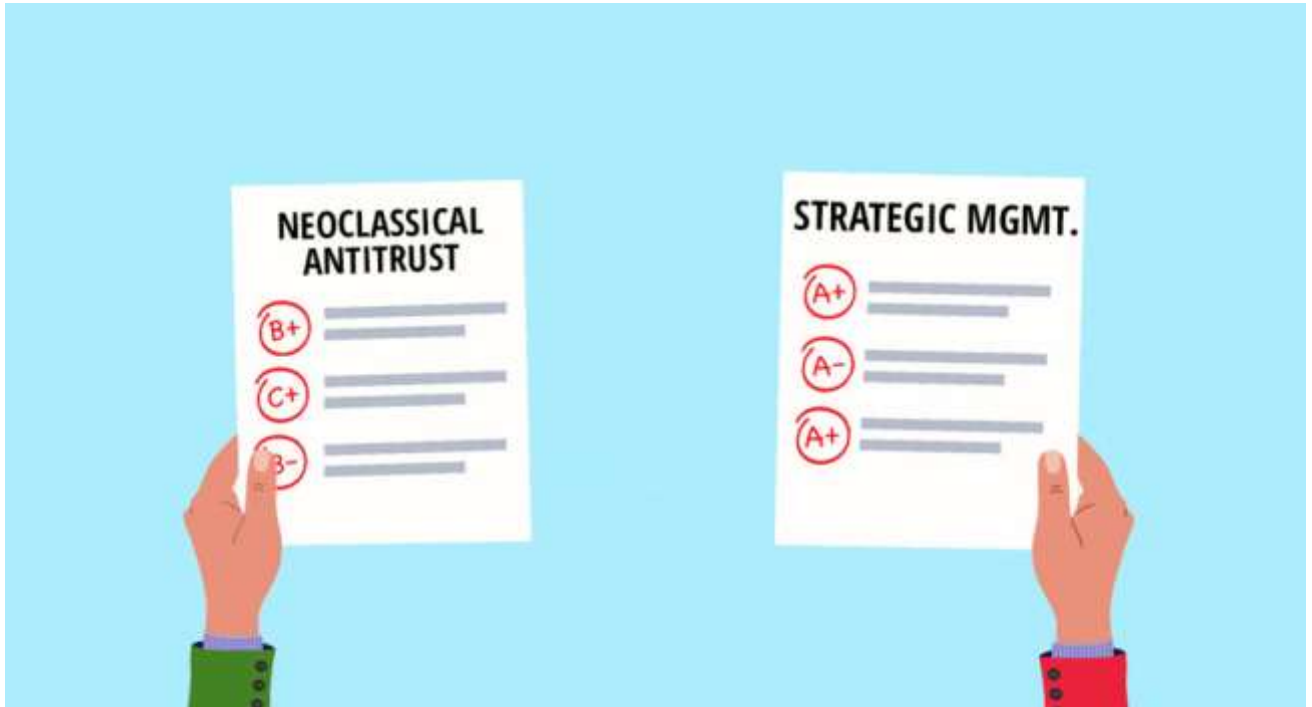 NEOCLASSICAL
ANTITRUST
B+
C+
B-
STRATEGIC MGMT.
A+
A-
A+